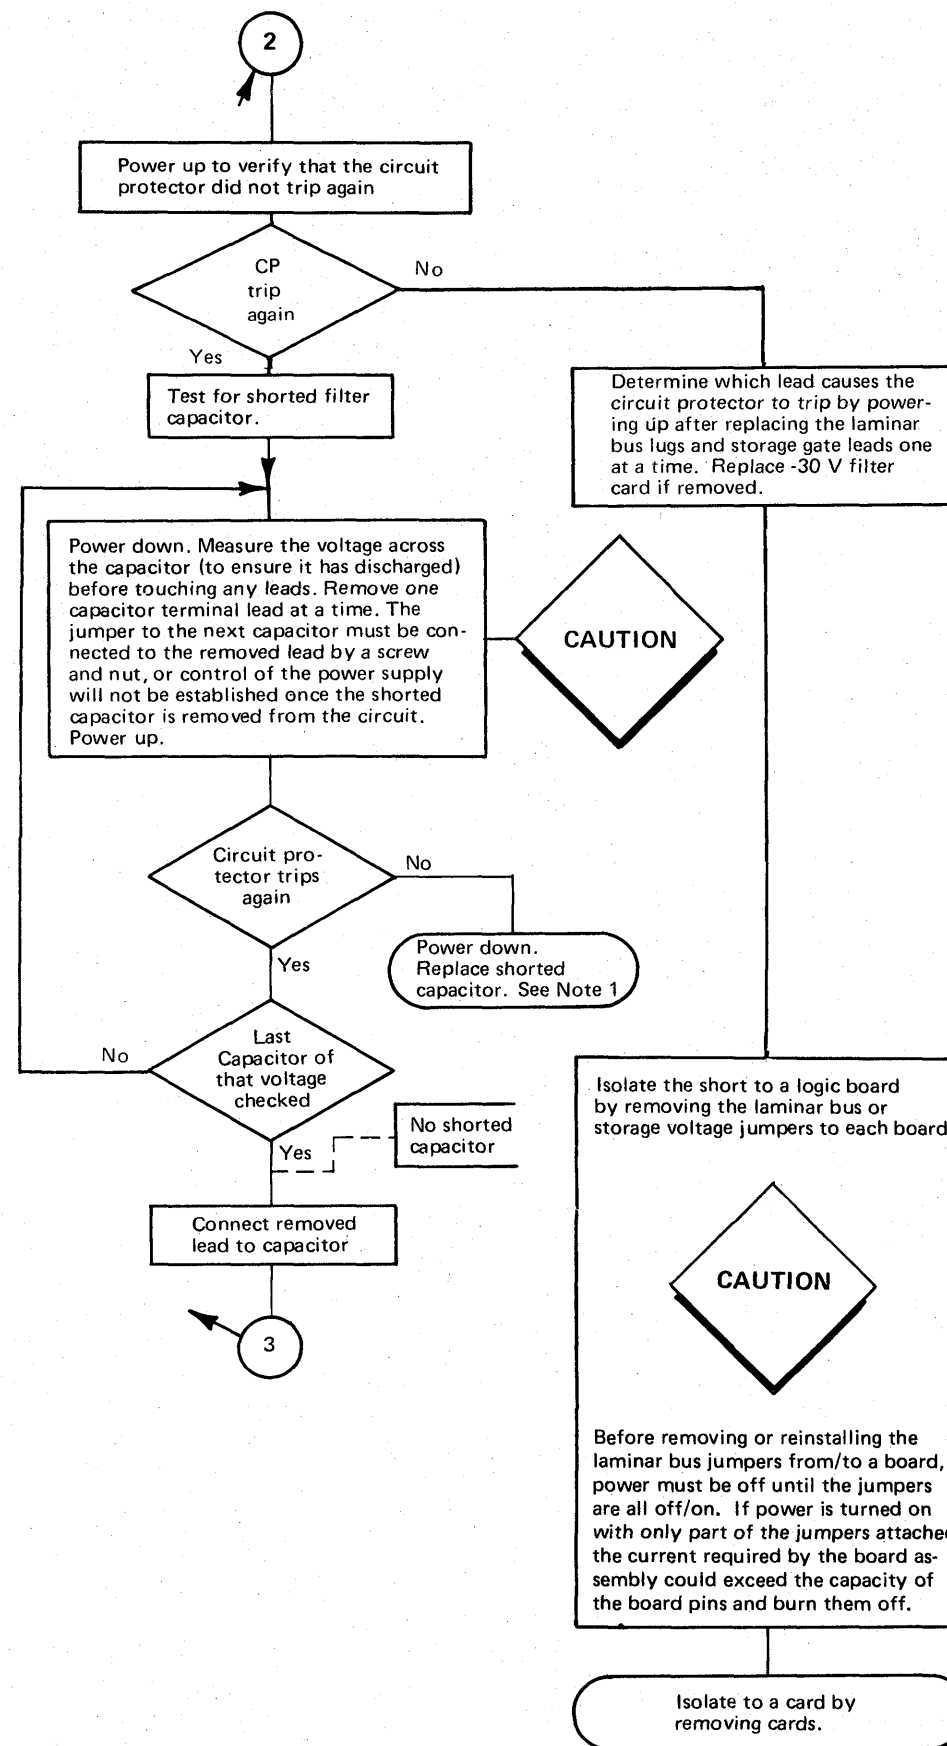 2
Power up to verify that the circuit
protector did not trip again
CP
trip
again
No
Yes
Test for shorted filter
capacitor.
Determine which lead causes the
circuit protector to trip by power-
ing up after replacing the laminar
bus lugs and storage gate leads one
at a time. Replace -30 V filter
card if removed.
Power down. Measure the voltage across
the capacitor (to ensure it has discharged)
before touching any leads. Remove one
capacitor terminal lead at a time. The
jumper to the next capacitor must be con-
nected to the removed lead by a screw
and nut, or control of the power supply
will not be established once the shorted
capacitor is removed from the circuit.
Power up.
CAUTION
Circuit pro-
tector trips
again
No
Power down.
Replace shorted
capacitor. See Note 1
Yes
Last
Capacitor of
that voltage
checked
No
Yes
No shorted
capacitor
Connect removed
lead to capacitor
3
Isolate the short to a logic board
by removing the laminar bus or
storage voltage jumpers to each board
CAUTION
Before removing or reinstalling the
laminar bus jumpers from/to a board,
power must be off until the jumpers
are all off/on. If power is turned on
with only part of the jumpers attached
the current required by the board as-
sembly could exceed the capacity of
the board pins and burn them off.
Isolate to a card by
removing cards.